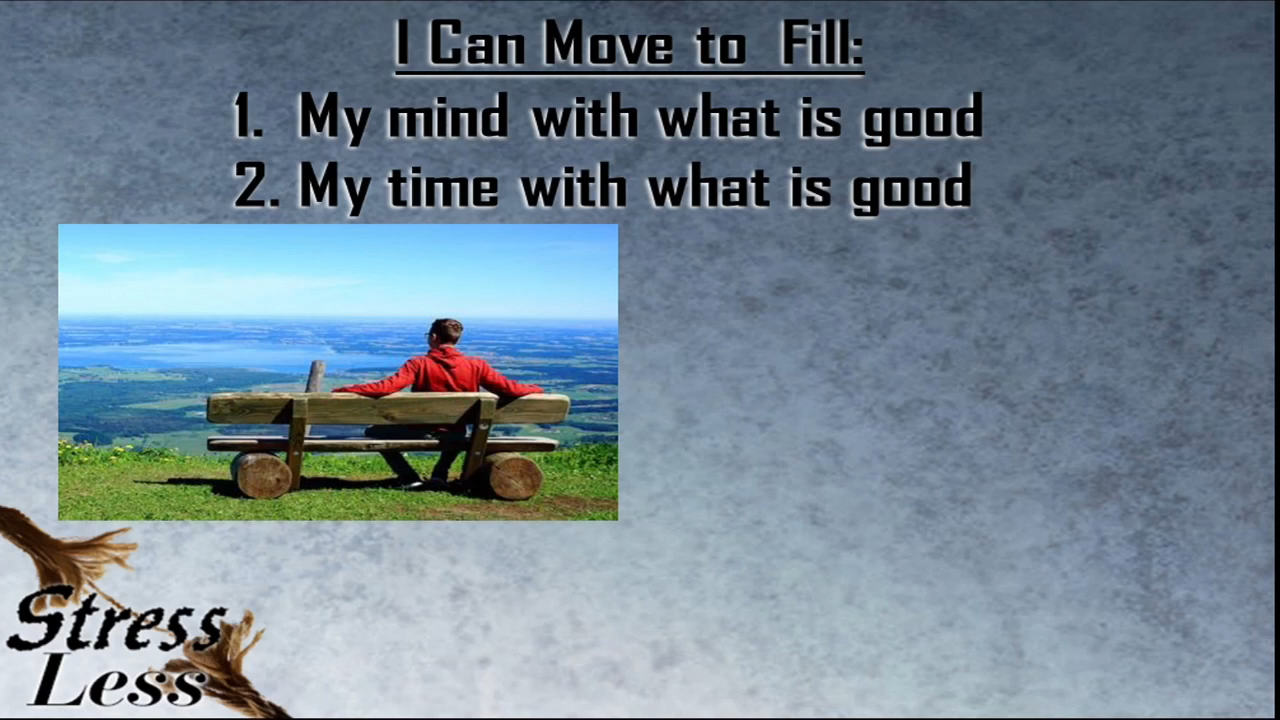 I Can Move to Fill:
1. My mind with what is good
2. My time with what is good
Stress
Less